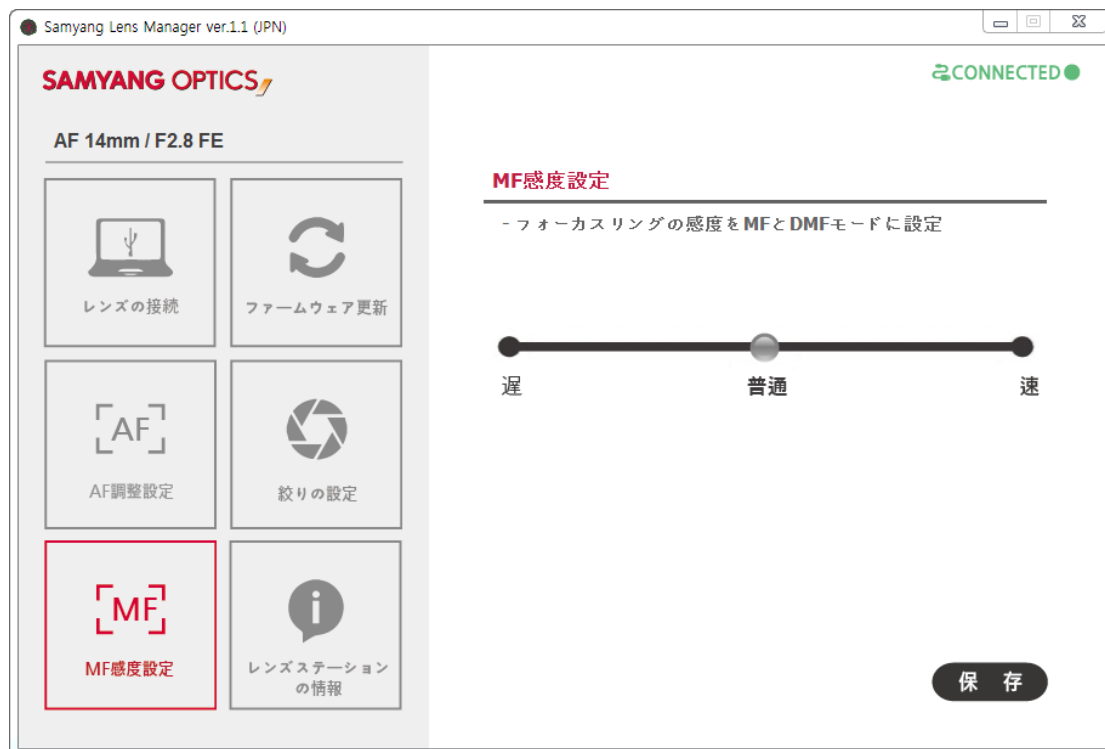 Samyang Lens Manager ver.1.1 (JPN)
SAMYANG OPTICS
CONNECTED
AF 14mm / F2.8 FE
レンズの接続
ファームウェア更新
AF
AF調整設定
絞りの設定
MF
MF感度設定
i
レンズステーション
の情報
MF感度設定
- フォーカスリングの感度をMFとDMFモードに設定
遅
普通
速
保 存